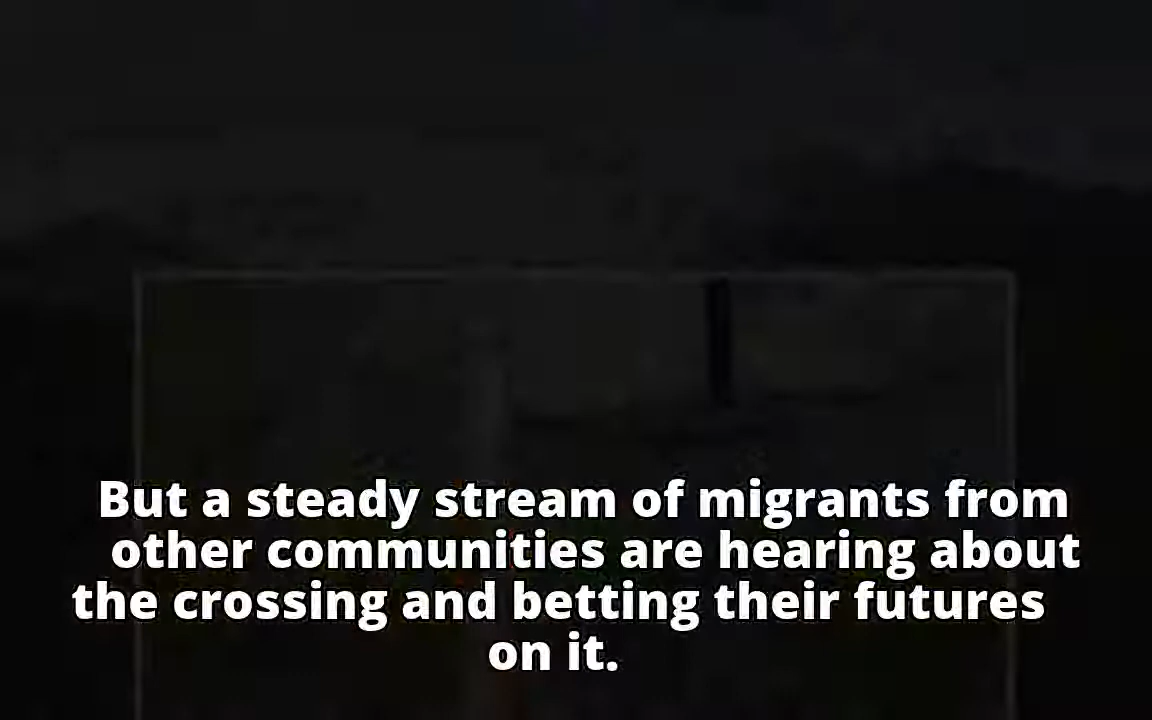 But a steady stream of migrants from
other communities are hearing about
the crossing and betting their futures
on it.